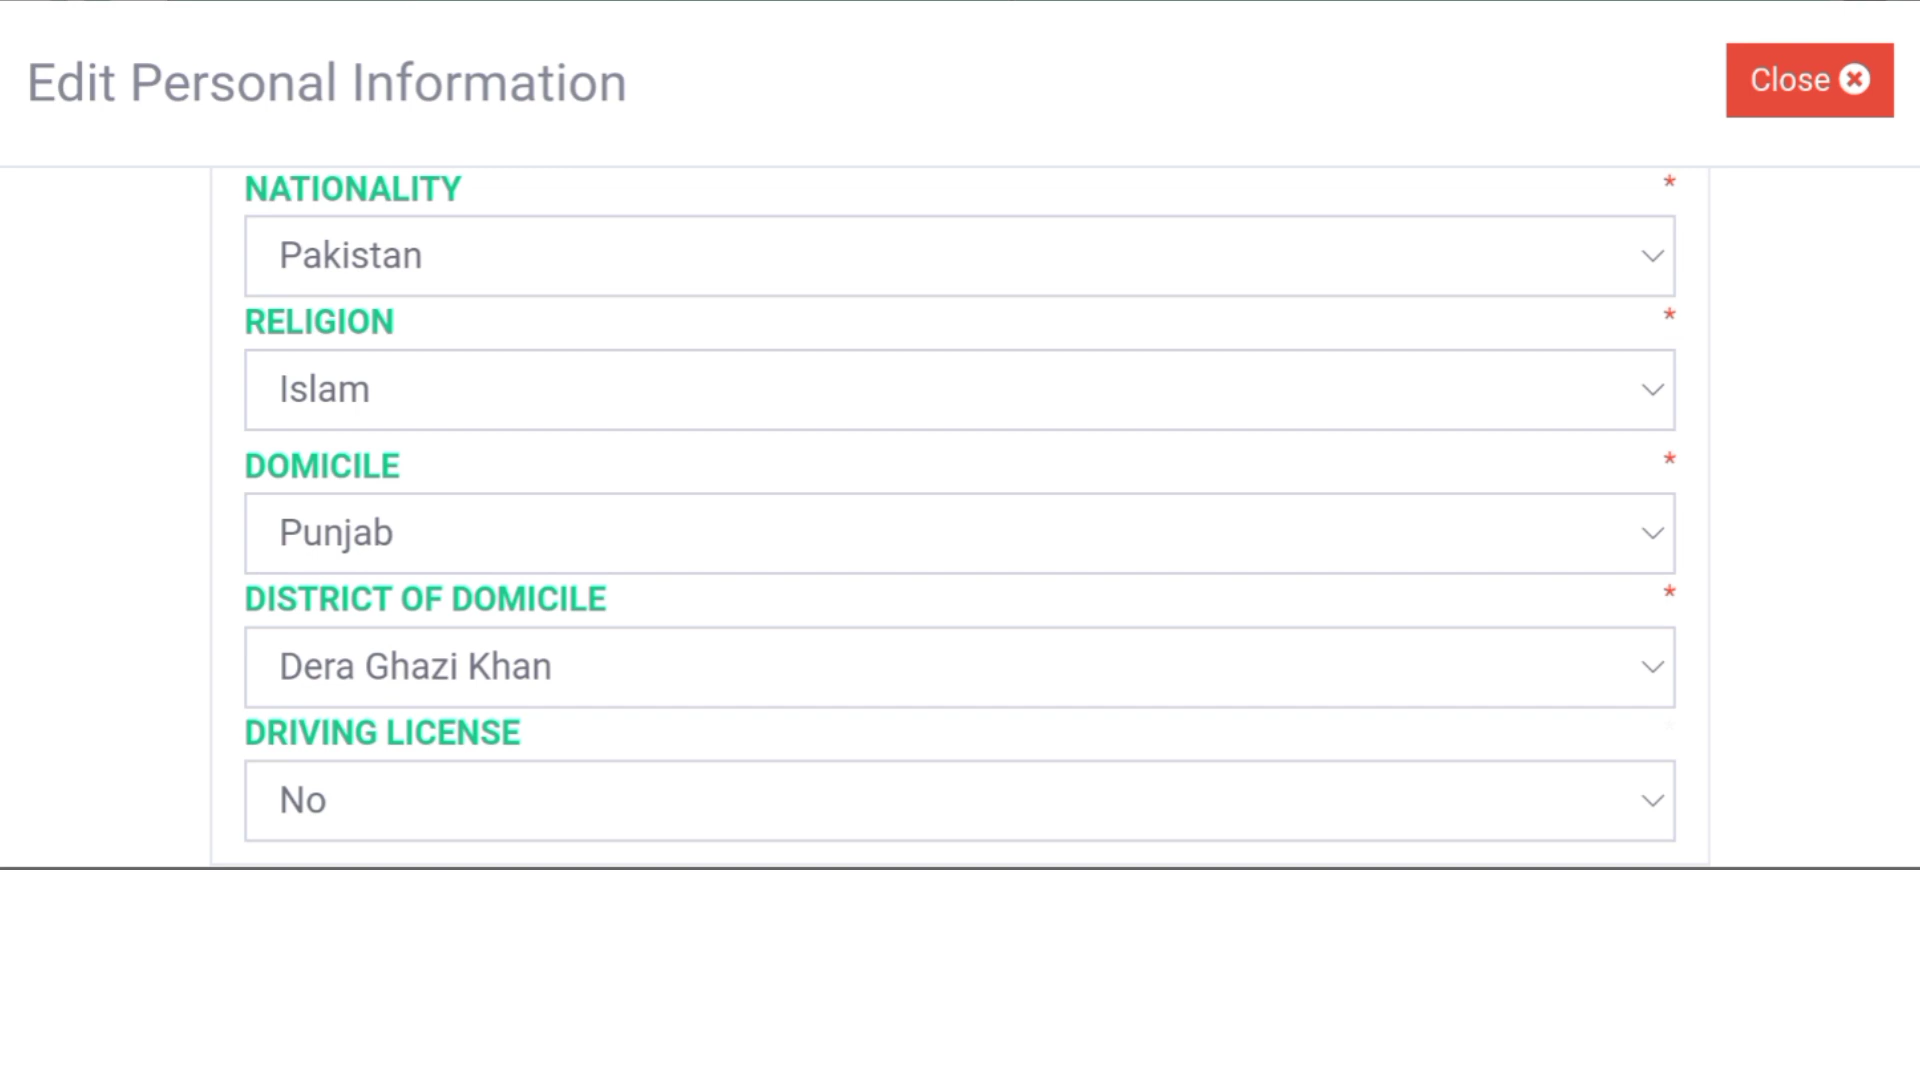 Edit Personal Information
Close
NATIONALITY *
Pakistan
RELIGION *
Islam
DOMICILE *
Punjab
DISTRICT OF DOMICILE *
Dera Ghazi Khan
DRIVING LICENSE
No